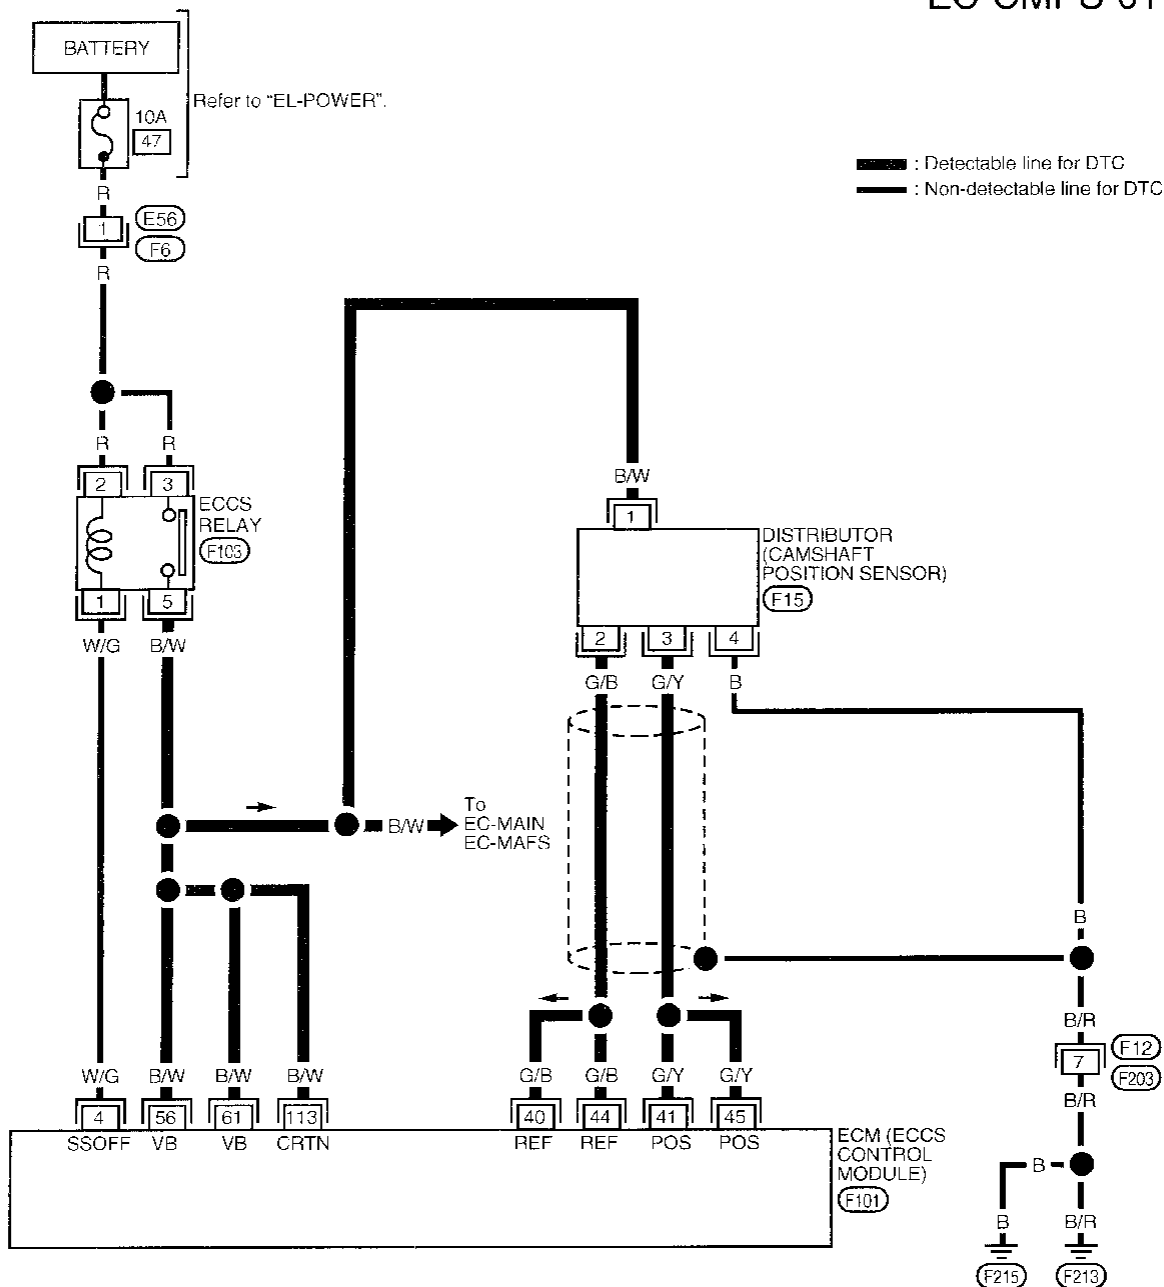 BATTERY
Refer to "EL-POWER".
10A
47
: Detectable line for DTC
: Non-detectable line for DTC
R
1
E56
F6
R
R
R
B/W
2
3
ECCS
RELAY
F103
1
DISTRIBUTOR
(CAMSHAFT
POSITION SENSOR)
F15
1
5
W/G
B/W
2
3
4
G/B
G/Y
B
B/W
To
EC-MAIN
EC-MAFS
B
B/R
7
F12
F203
B/R
W/G
B/W
B/W
B/W
G/B
G/B
G/Y
G/Y
4
56
61
113
40
44
41
45
SSOFF
VB
VB
CRTN
REF
REF
POS
POS
ECM (ECCS
CONTROL
MODULE)
F101
B
B
B/R
F215
F213